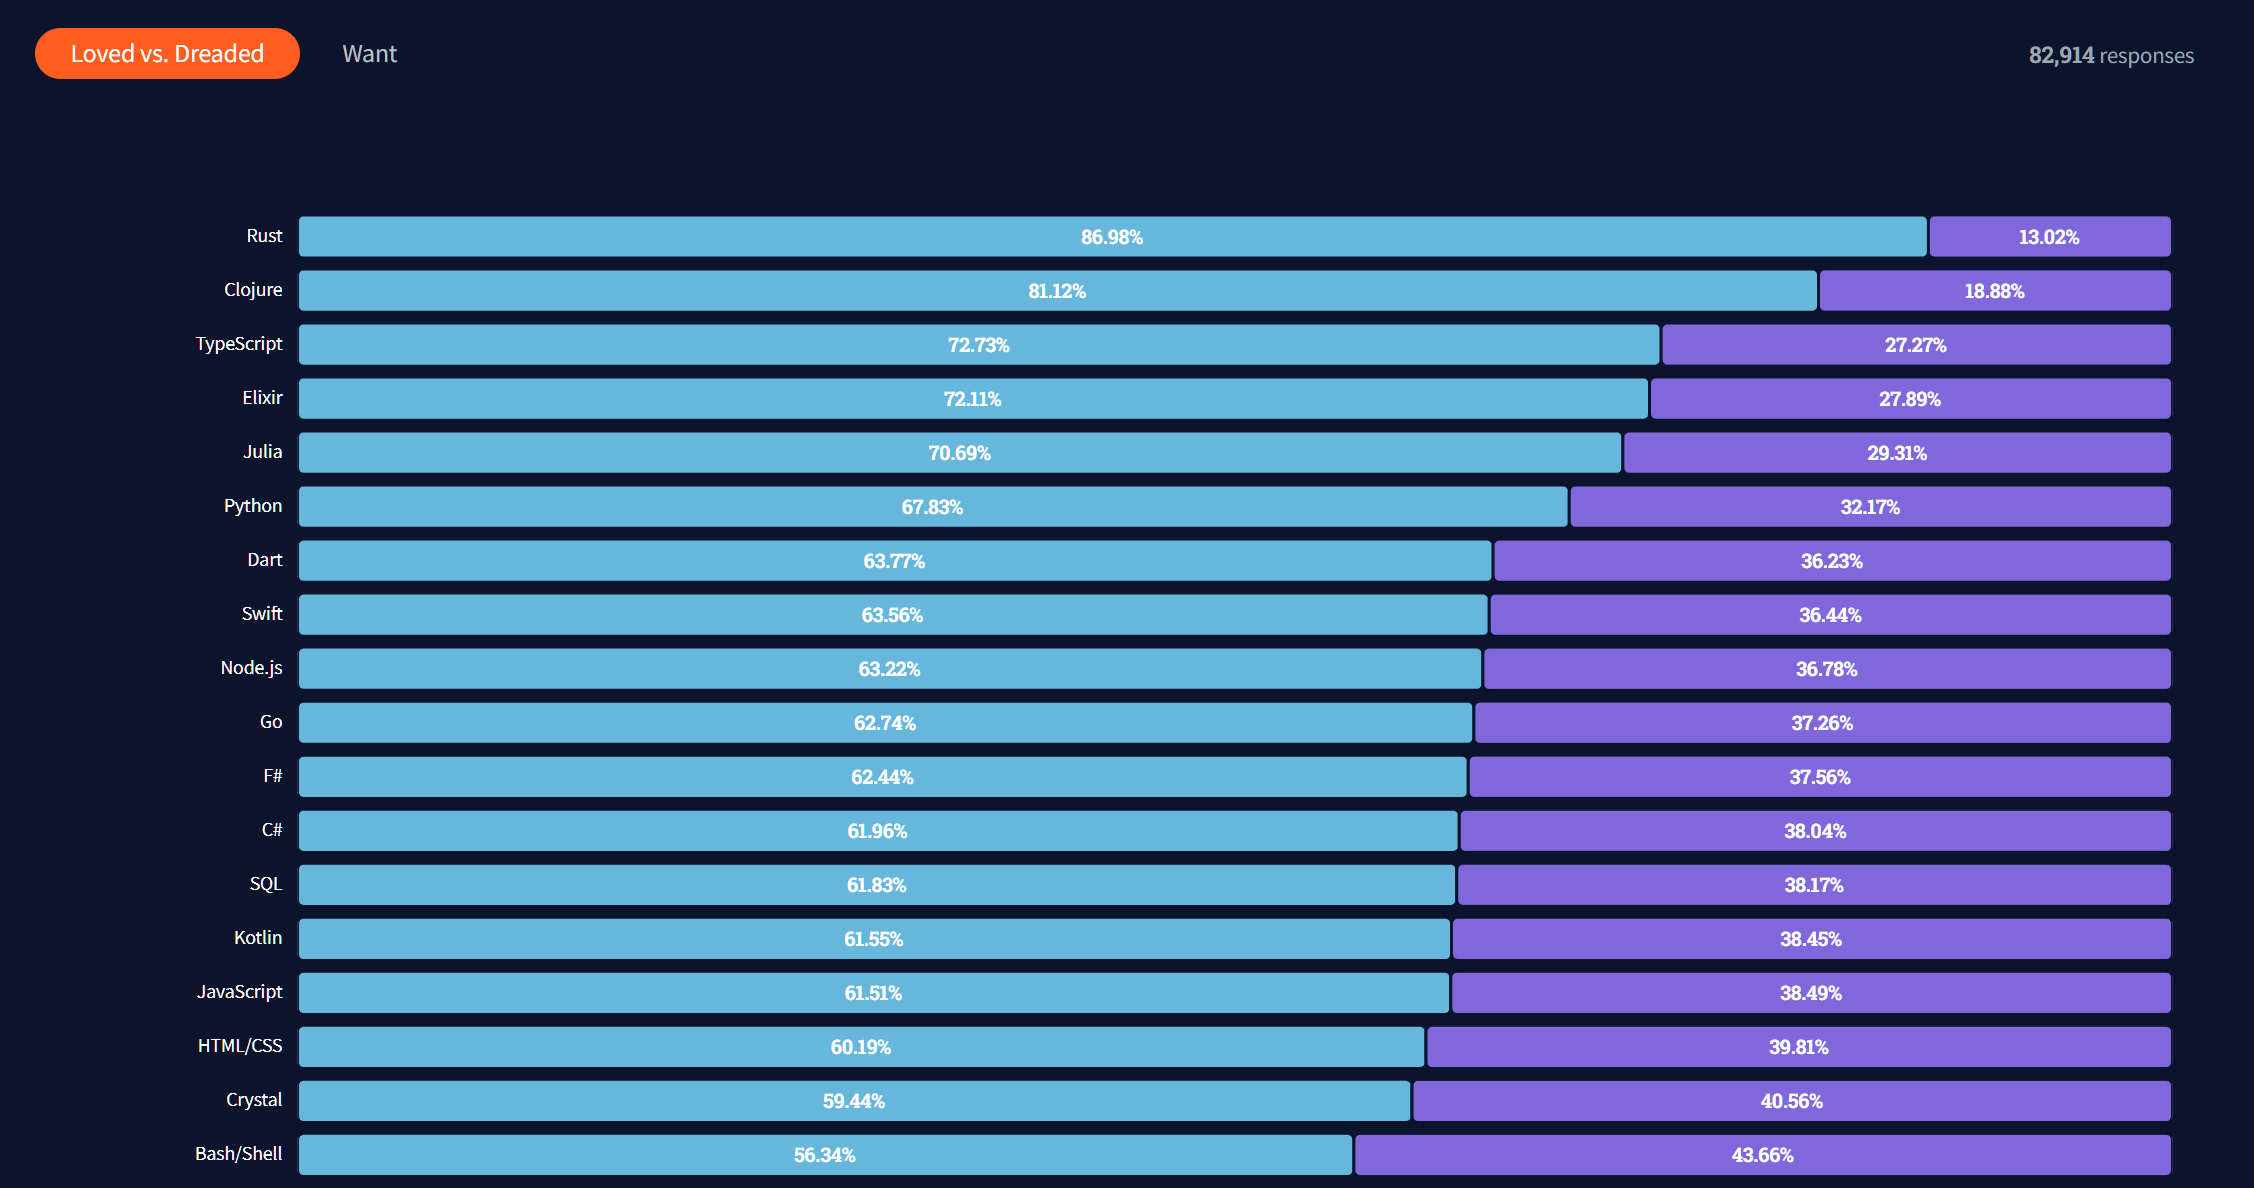 Loved vs. Dreaded Want 82,914 responses
Rust 86.98% 13.02%
Clojure 81.12% 18.88%
TypeScript 72.73% 27.27%
Elixir 72.11% 27.89%
Julia 70.69% 29.31%
Python 67.83% 32.17%
Dart 63.77% 36.23%
Swift 63.56% 36.44%
Node.js 63.22% 36.78%
Go 62.74% 37.26%
F# 62.44% 37.56%
C# 61.96% 38.04%
SQL 61.83% 38.17%
Kotlin 61.55% 38.45%
JavaScript 61.51% 38.49%
HTML/CSS 60.19% 39.81%
Crystal 59.44% 40.56%
Bash/Shell 56.34% 43.66%